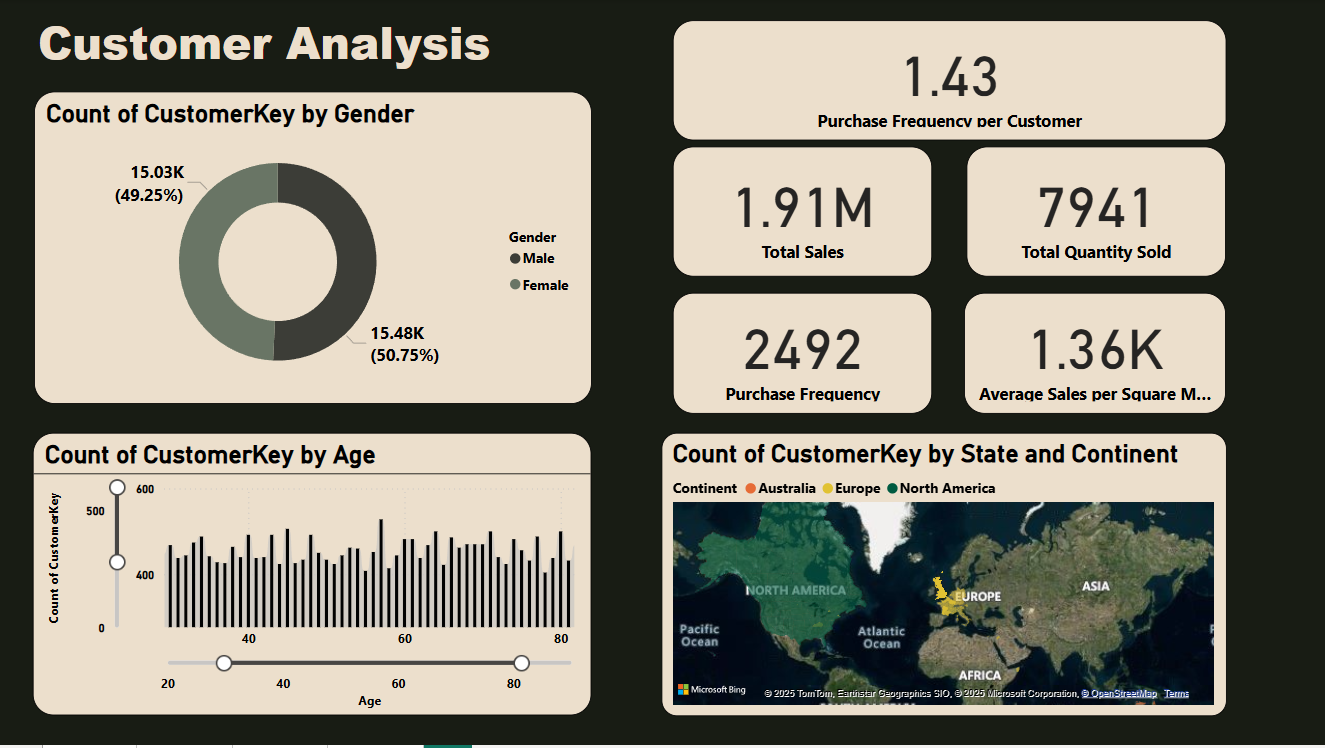 Customer Analysis
Count of CustomerKey by Gender
15.03K
(49.25%)
Gender
Male
Female
15.48K
(50.75%)
1.43
Purchase Frequency per Customer
1.91M
Total Sales
7941
Total Quantity Sold
2492
Purchase Frequency
1.36K
Average Sales per Square M...
Count of CustomerKey by Age
Count of CustomerKey
500
0
600
400
40 60 80
20 40 60 80
Age
Count of CustomerKey by State and Continent
Continent Australia Europe North America
NORTH AMERICA
EUROPE
ASIA
Pacific
Ocean
Atlantic
Ocean
AFRICA
Microsoft Bing
© 2025 TomTom, Earthstar Geographics SIO, © 2025 Microsoft Corporation, © OpenStreetMap Terms